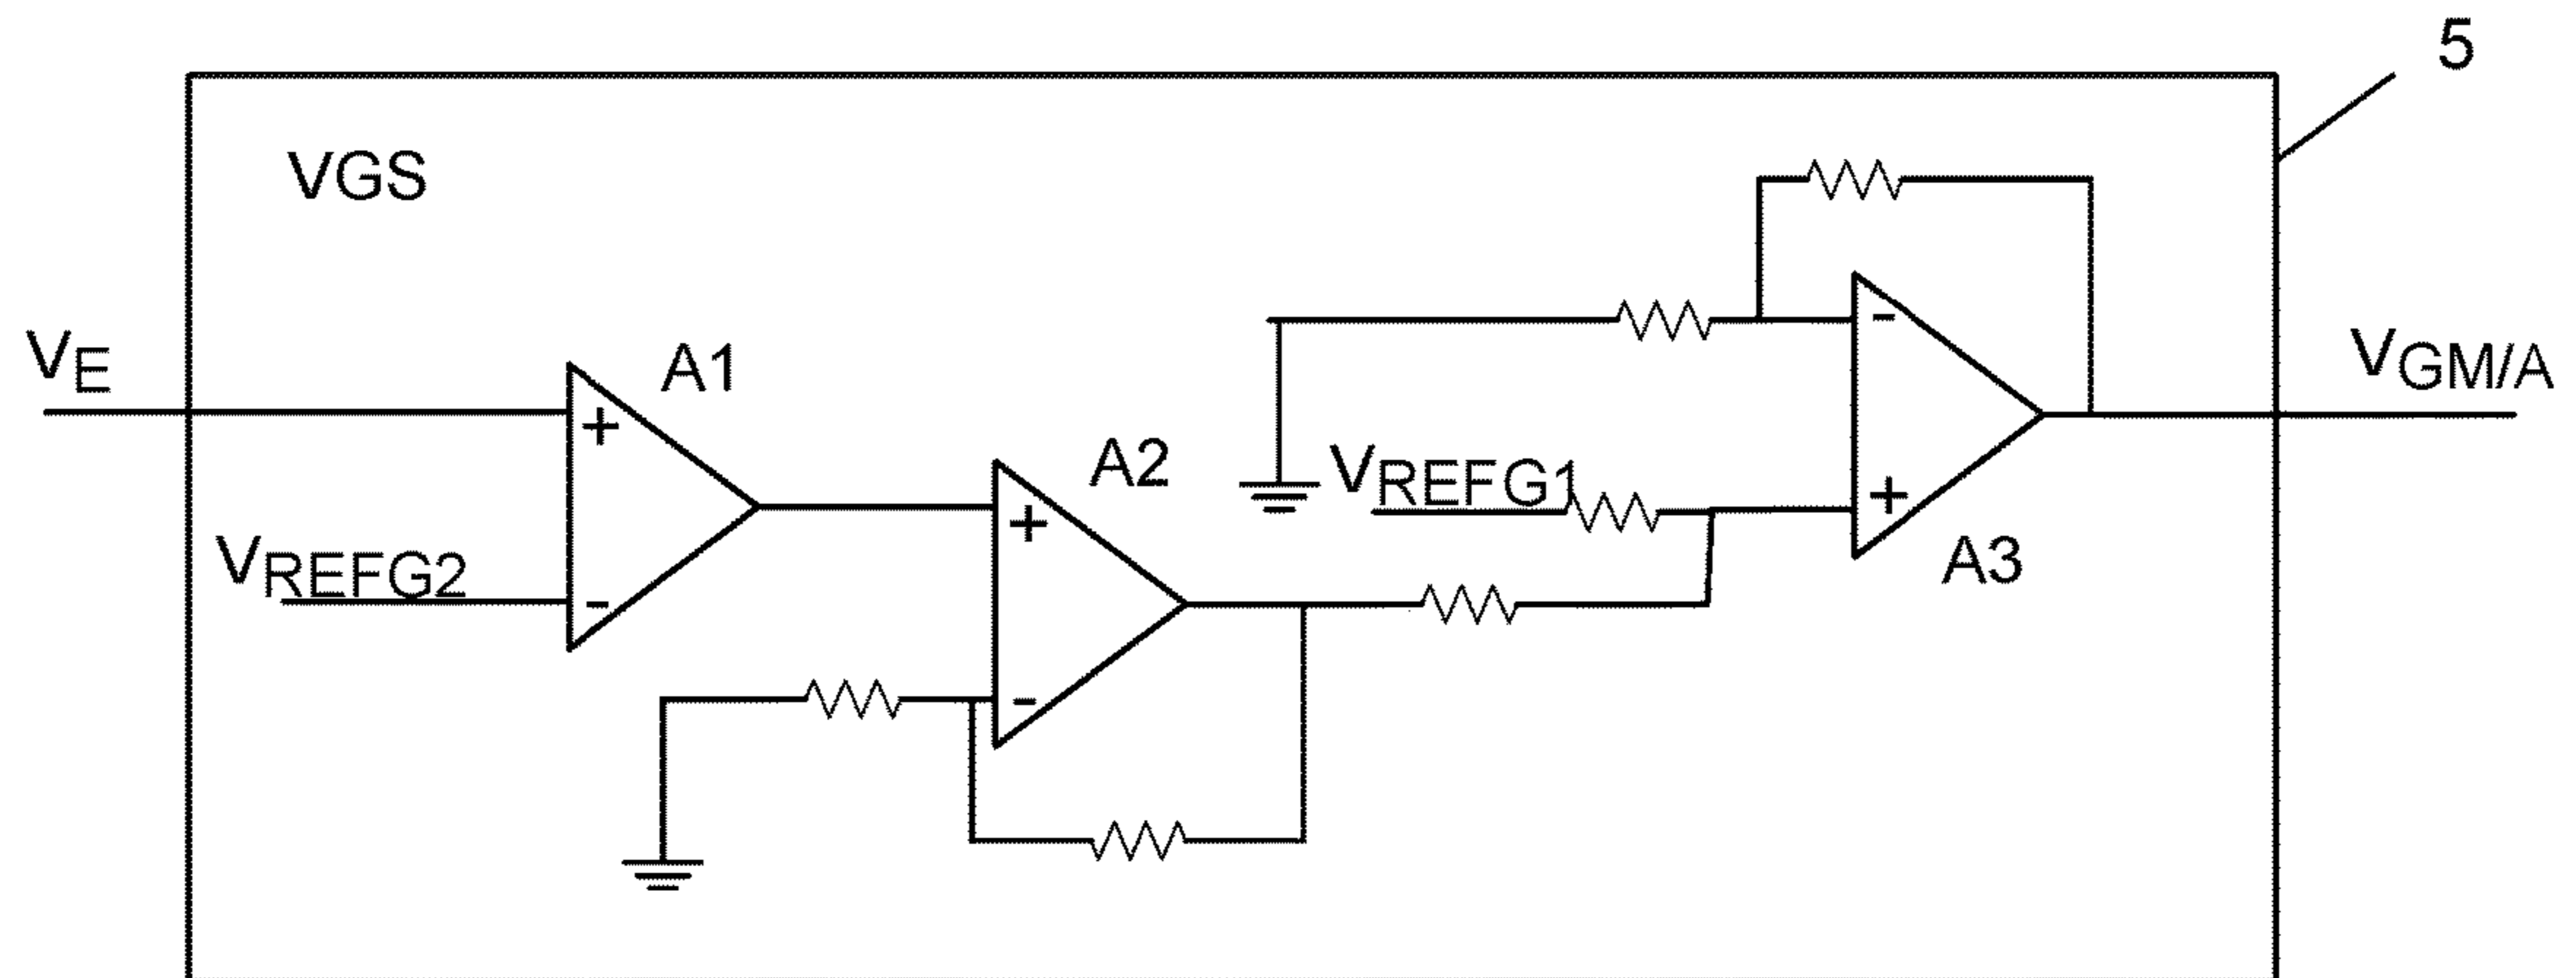 5
VGS
VE
A1
VGM/A
A2
VREFG1
VREFG2
A3
+
-
+
-
-
+